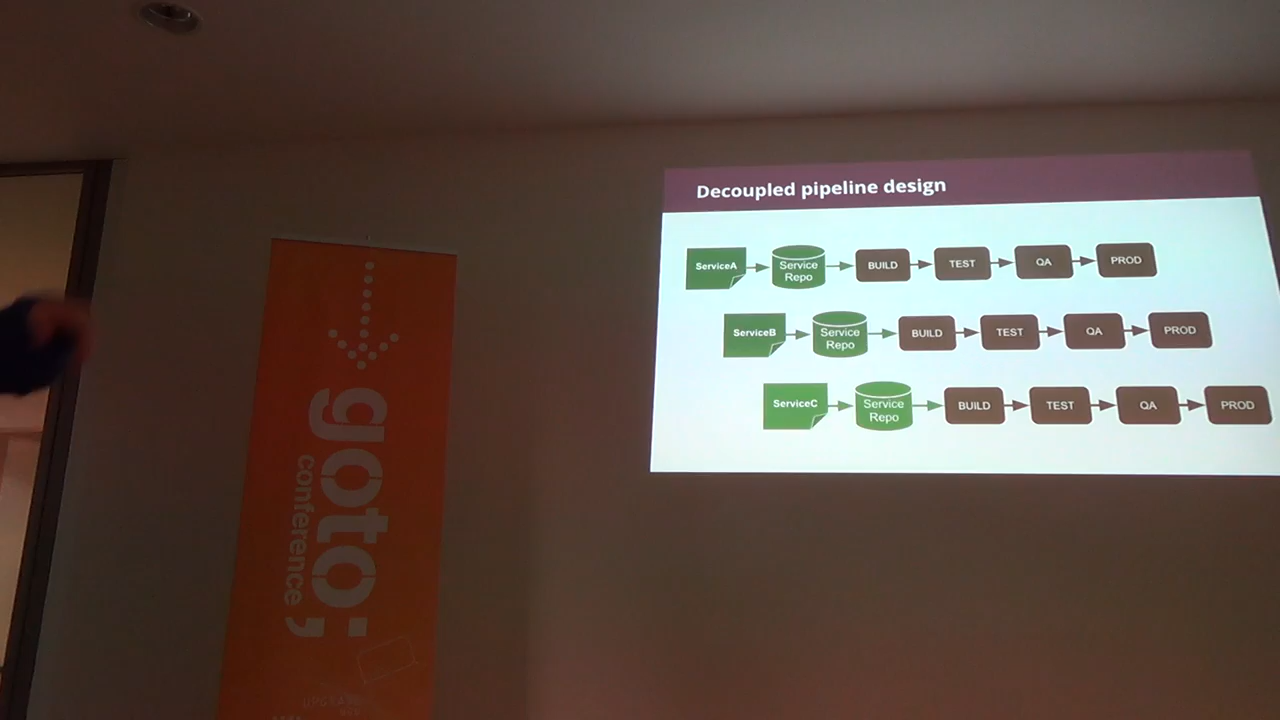 Decoupled pipeline design
ServiceA
Service
Repo
BUILD
TEST
QA
PROD
ServiceB
Service
Repo
BUILD
TEST
QA
PROD
ServiceC
Service
Repo
BUILD
TEST
QA
PROD
goto;
conference